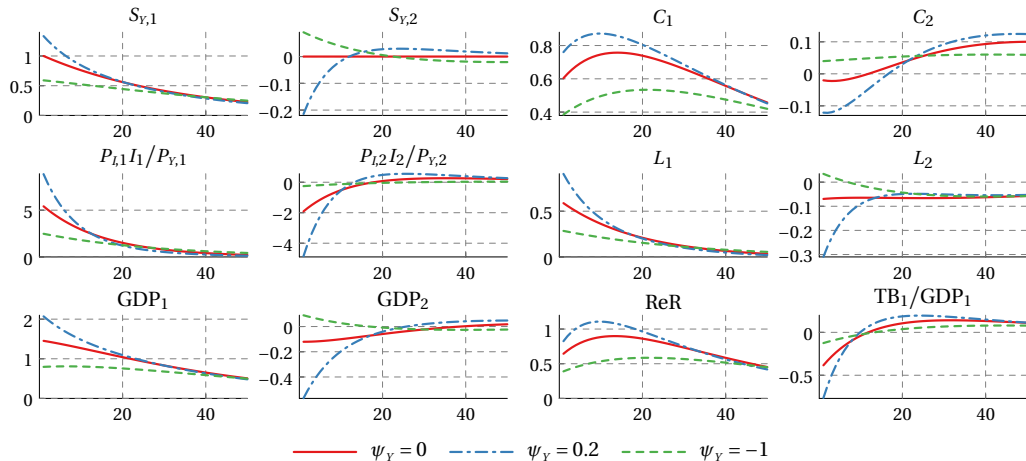 S_{Y,1} S_{Y,2} C_1 C_2
1 0.5 0
0 −0.1 −0.2
0.8 0.6 0.4
0.1 0 −0.1
20 40 20 40 20 40 20 40
P_{I,1}I_1/P_{Y,1} P_{I,2}I_2/P_{Y,2} L_1 L_2
5 0
0 −2 −4
0.5 0
0 −0.1 −0.2 −0.3
20 40 20 40 20 40 20 40
GDP_1 GDP_2 ReR TB_1/GDP_1
2 1 0
0 −0.2 −0.4
1 0.5 0
0 −0.5
20 40 20 40 20 40 20 40
ψ_Y = 0 ψ_Y = 0.2 ψ_Y = −1